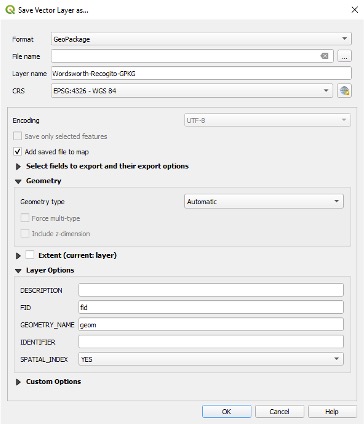 Save Vector Layer as...
Format GeoPackage
File name ...
Layer name Wordsworth-Recogito-GPKG
CRS EPSG:4326 - WGS 84
Encoding UTF-8
Save only selected features
Add saved file to map
Select fields to export and their export options
Geometry
Geometry type Automatic
Force multi-type
Include z-dimension
Extent (current: layer)
Layer Options
DESCRIPTION
FID fid
GEOMETRY_NAME geom
IDENTIFIER
SPATIAL_INDEX YES
Custom Options
OK Cancel Help